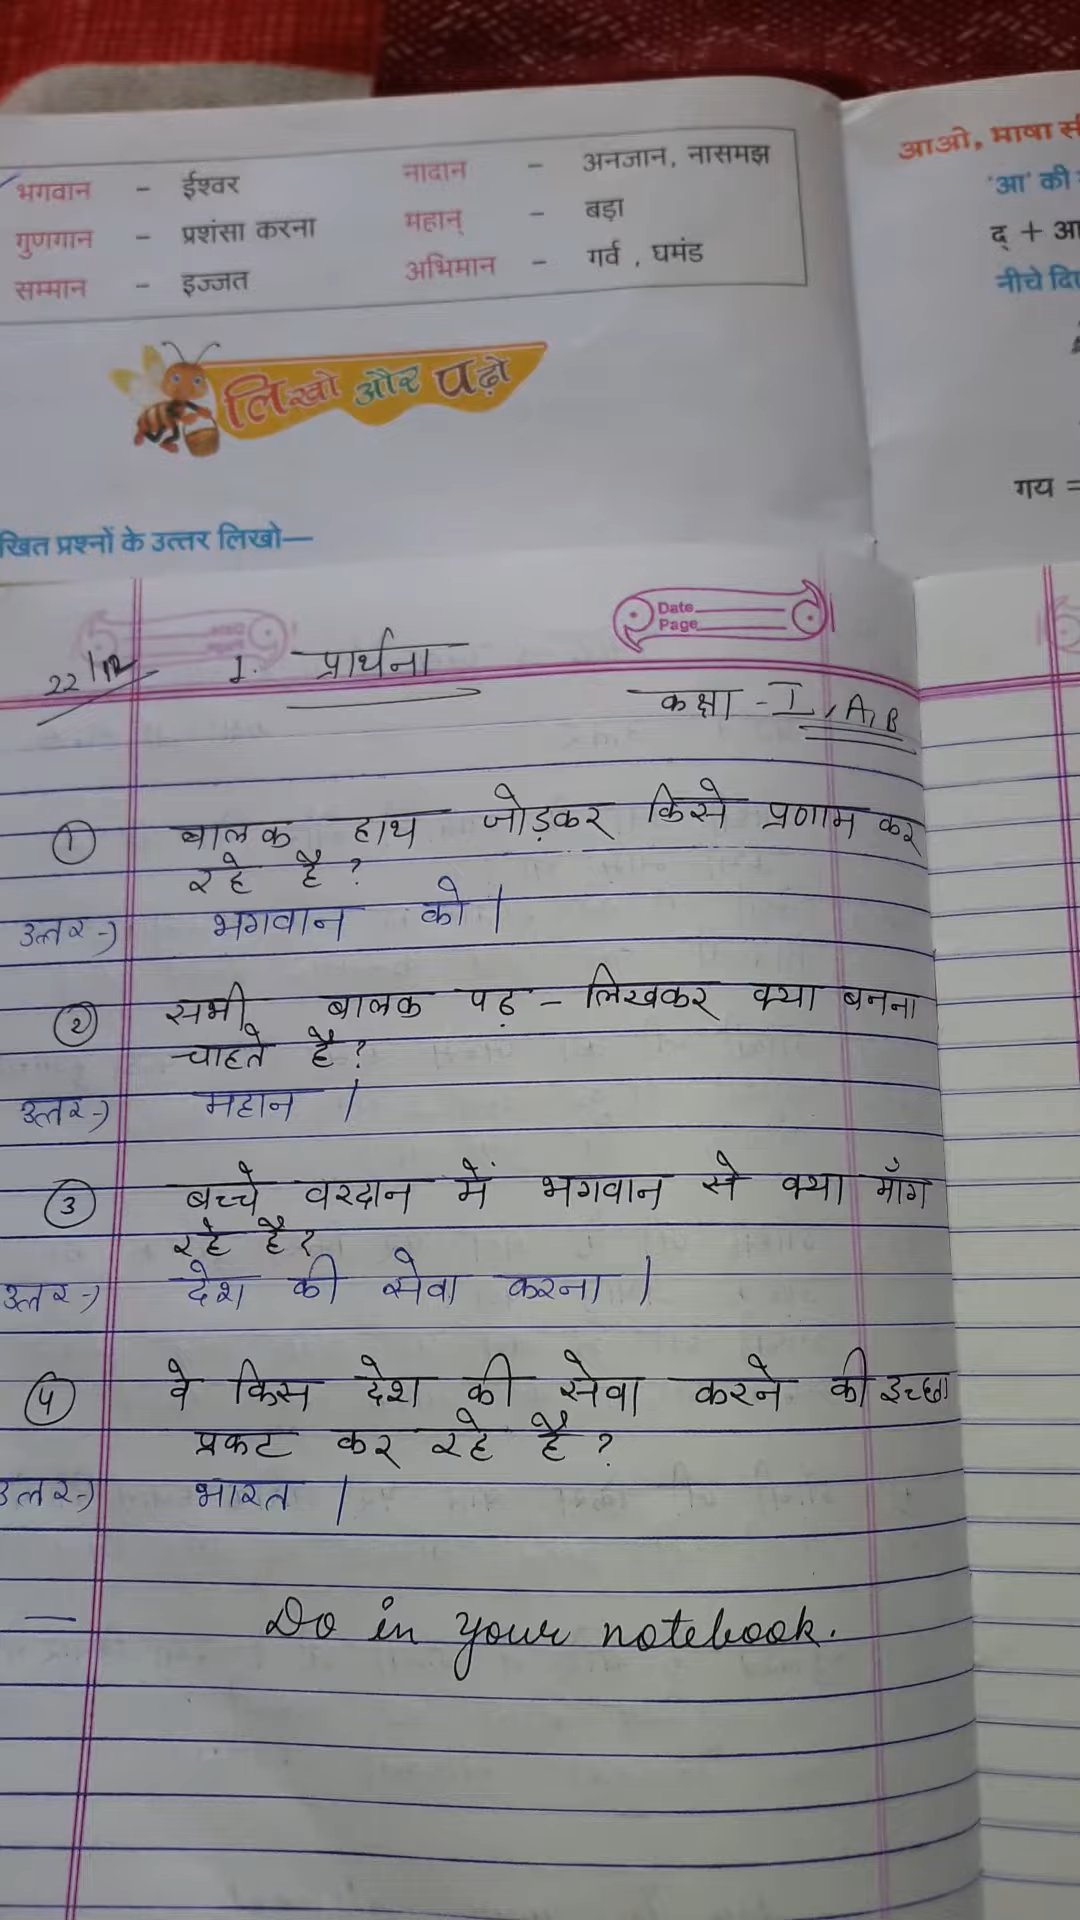 भगवान - ईश्वर नादान - अनजान, नासमझ
गुणगान - प्रशंसा करना महान् - बड़ा
सम्मान - इज्जत अभिमान - गर्व , घमंड
लिखो और पढ़ो
खित प्रश्नों के उत्तर लिखो—
आओ, भाषा सी
'आ' की
द् + आ
नीचे दि
गय =
Date
Page
22/12 1. प्रार्थना
कक्षा - I, A, B
① बालक हाथ जोड़कर किसे प्रणाम कर
रहे है ?
उत्तर-) भगवान को ।
② सभी बालक पढ़ - लिखकर क्या बनना
चाहते है ?
उत्तर-) महान ।
③ बच्चे वरदान में भगवान से क्या माँग
रहे है ?
उत्तर-) देश की सेवा करना ।
④ वे किस देश की सेवा करने की इच्छा
प्रकट कर रहे है ?
उत्तर-) भारत ।
— Do in your notebook.